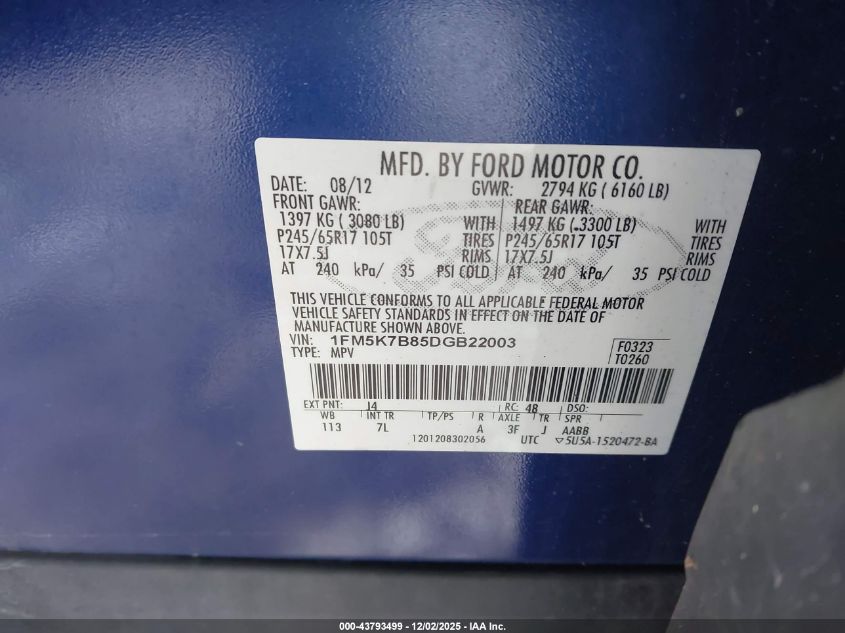 MFD. BY FORD MOTOR CO.
DATE: 08/12 GVWR: 2794 KG ( 6160 LB)
FRONT GAWR: REAR GAWR:
1397 KG ( 3080 LB) WITH 1497 KG ( 3300 LB) WITH
P245/65R17 105T TIRES P245/65R17 105T TIRES
17X7.5J RIMS 17X7.5J RIMS
AT 240 kPa/ 35 PSI COLD AT 240 kPa/ 35 PSI COLD
Ford
THIS VEHICLE CONFORMS TO ALL APPLICABLE FEDERAL MOTOR
VEHICLE SAFETY STANDARDS IN EFFECT ON THE DATE OF
MANUFACTURE SHOWN ABOVE.
VIN: 1FM5K7B85DGB22003 F0323
TYPE: MPV T0260
EXT PNT: J4 RC: 48 DSO:
WB INT TR TP/PS R AXLE TR SPR
113 7L A 3F J AABB
1201208302056 UTC ▽5U5A-1520472-BA
000-43793499 - 12/02/2025 - IAA Inc.